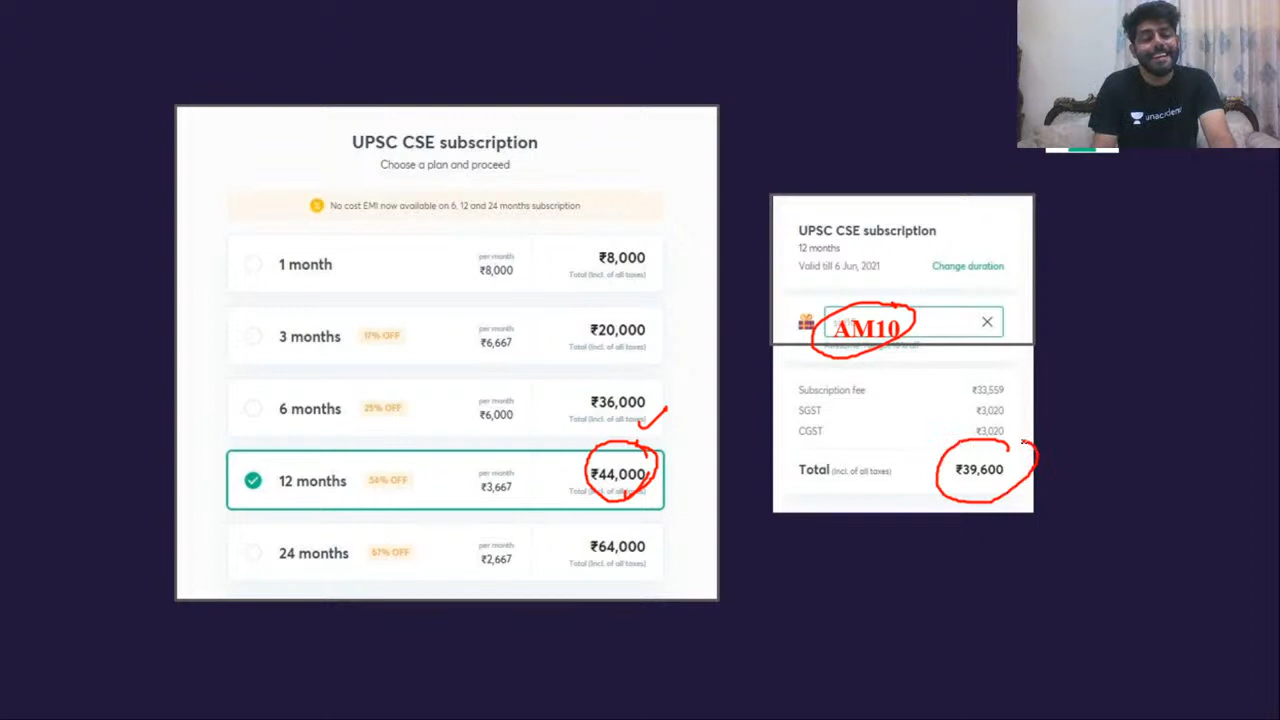 UPSC CSE subscription
Choose a plan and proceed
No cost EMI now available on 6, 12 and 24 months subscription
1 month
per month
₹8,000
₹8,000
Total (Incl. of all taxes)
3 months
17% OFF
per month
₹6,667
₹20,000
Total (Incl. of all taxes)
6 months
25% OFF
per month
₹6,000
₹36,000
Total (Incl. of all taxes)
12 months
54% OFF
per month
₹3,667
₹44,000
Total (Incl. of all taxes)
24 months
67% OFF
per month
₹2,667
₹64,000
Total (Incl. of all taxes)
unacademy
UPSC CSE subscription
12 months
Valid till 6 Jun, 2021
Change duration
AM10
Subscription fee
₹33,559
SGST
₹3,020
CGST
₹3,020
Total (Incl. of all taxes)
₹39,600